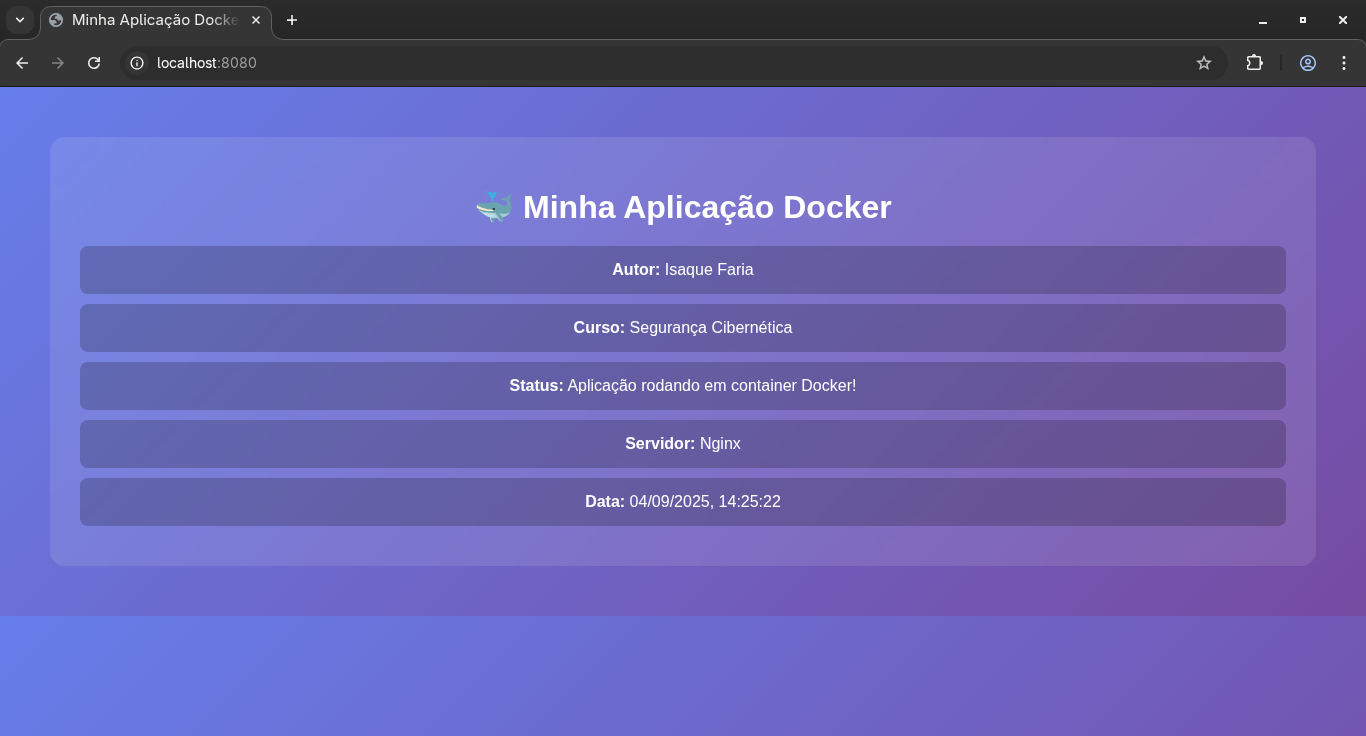 Minha Aplicação Docke
localhost:8080
🐳 Minha Aplicação Docker
Autor: Isaque Faria
Curso: Segurança Cibernética
Status: Aplicação rodando em container Docker!
Servidor: Nginx
Data: 04/09/2025, 14:25:22